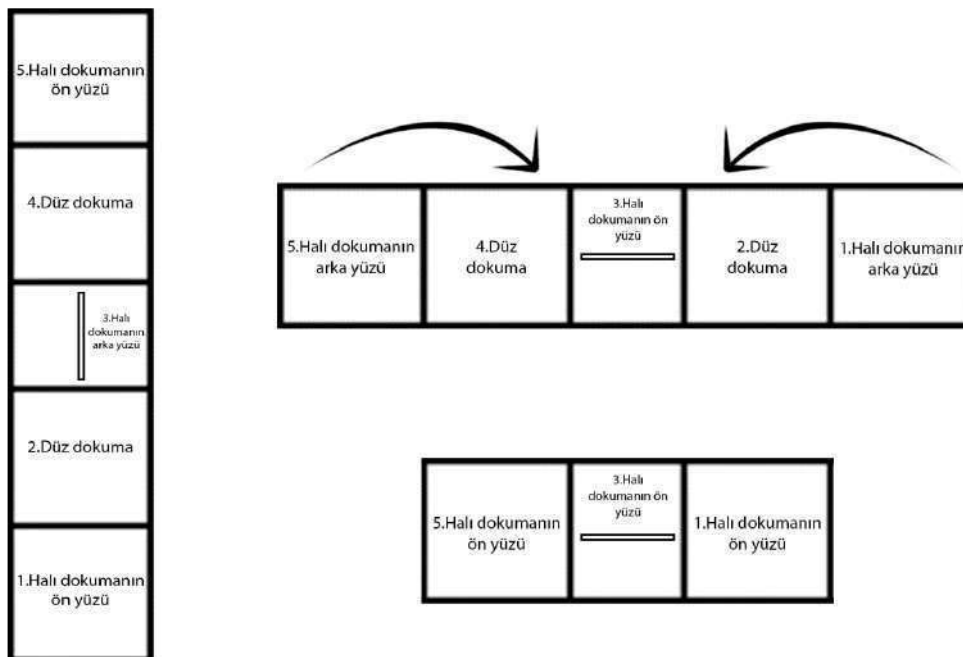 5.Halı dokumanın
ön yüzü
4.Düz dokuma
3.Halı
dokumanın
arka yüzü
2.Düz dokuma
1.Halı dokumanın
ön yüzü
5.Halı dokumanın
arka yüzü
4.Düz
dokuma
3.Halı
dokumanın ön
yüzü
2.Düz
dokuma
1.Halı dokumanın
arka yüzü
5.Halı dokumanın
ön yüzü
3.Halı
dokumanın ön
yüzü
1.Halı dokumanın
ön yüzü